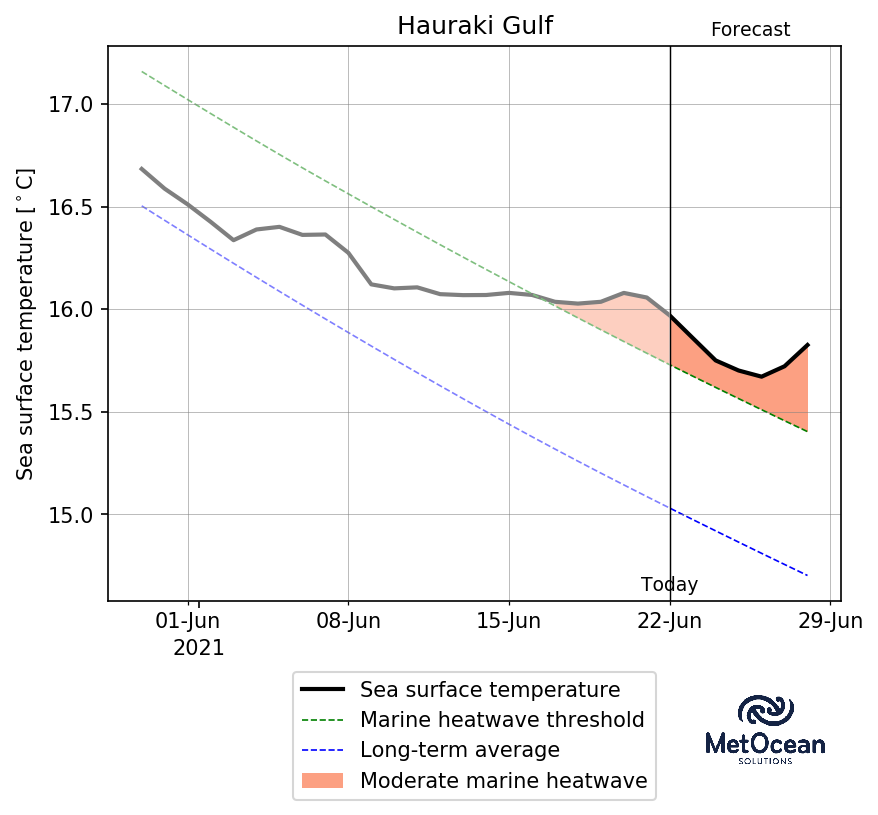 Hauraki Gulf
Forecast
Sea surface temperature [°C]
17.0
16.5
16.0
15.5
15.0
Today
01-Jun
08-Jun
15-Jun
22-Jun
29-Jun
2021
Sea surface temperature
Marine heatwave threshold
Long-term average
Moderate marine heatwave
MetOcean
SOLUTIONS